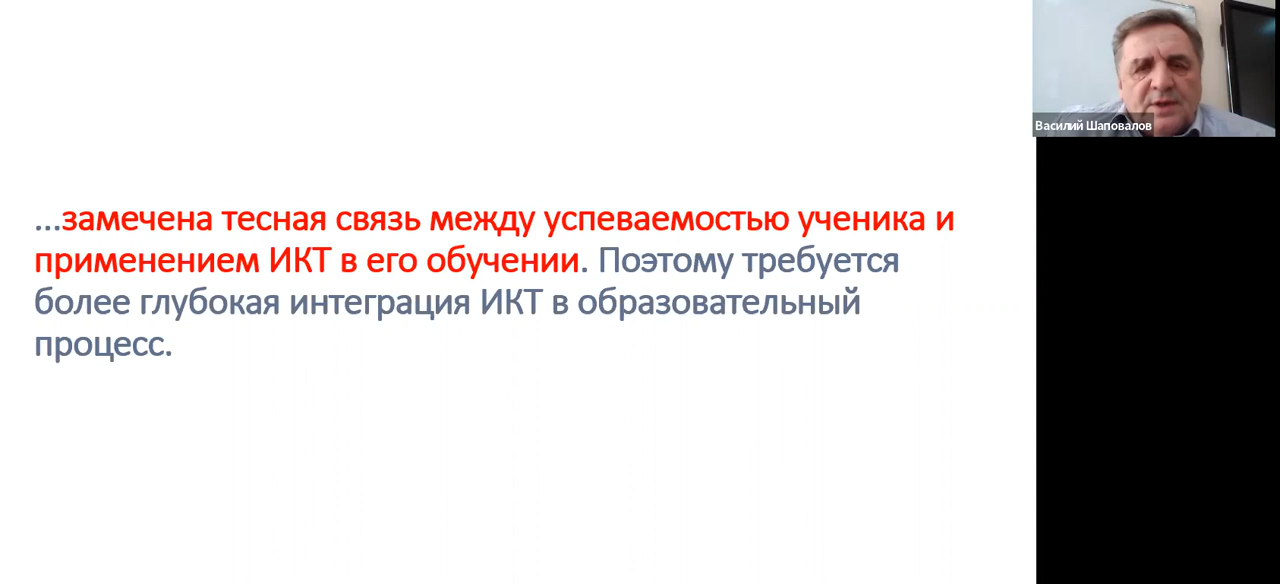 ...замечена тесная связь между успеваемостью ученика и
применением ИКТ в его обучении. Поэтому требуется
более глубокая интеграция ИКТ в образовательный
процесс.
Василий Шаповалов